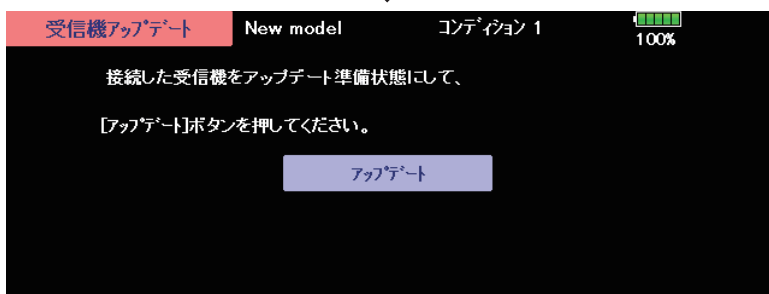 受信機ｱｯﾌﾟﾃﾞｰﾄ New model ｺﾝﾃﾞｨｼｮﾝ 1 100%
接続した受信機をアップデート準備状態にして、
[ｱｯﾌﾟﾃﾞｰﾄ]ボタンを押してください。
ｱｯﾌﾟﾃﾞｰﾄ